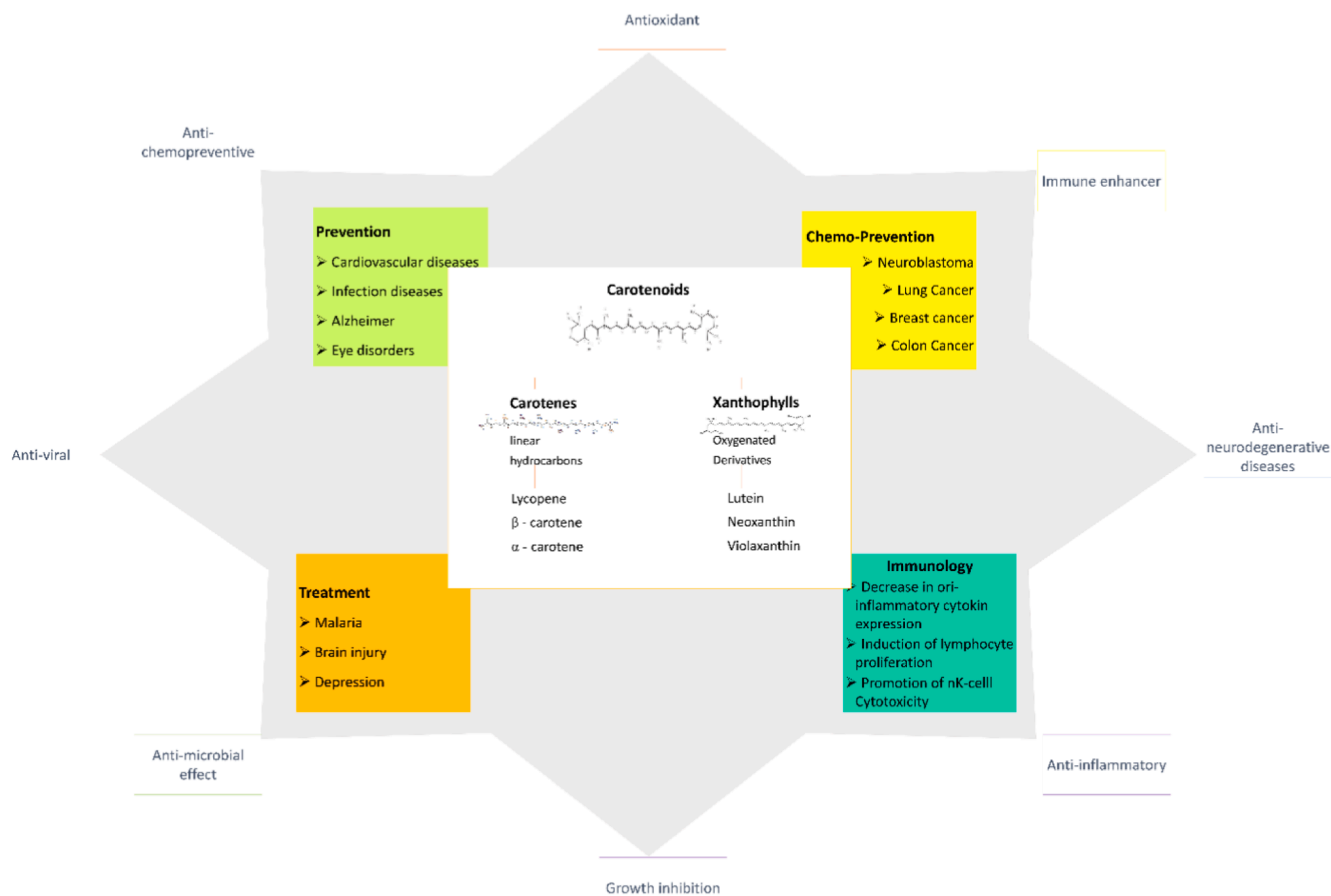 Antioxidant
Anti-
chemopreventive
Immune enhancer
Prevention
➢ Cardiovascular diseases
➢ Infection diseases
➢ Alzheimer
➢ Eye disorders
Chemo-Prevention
➢ Neuroblastoma
➢ Lung Cancer
➢ Breast cancer
➢ Colon Cancer
Carotenoids
Carotenes
linear
hydrocarbons
Lycopene
β - carotene
α - carotene
Xanthophylls
Oxygenated
Derivatives
Lutein
Neoxanthin
Violaxanthin
Anti-viral
Anti-
neurodegenerative
diseases
Treatment
➢ Malaria
➢ Brain injury
➢ Depression
Immunology
➢ Decrease in ori-
inflammatory cytokin
expression
➢ Induction of lymphocyte
proliferation
➢ Promotion of nK-celll
Cytotoxicity
Anti-microbial
effect
Anti-inflammatory
Growth inhibition